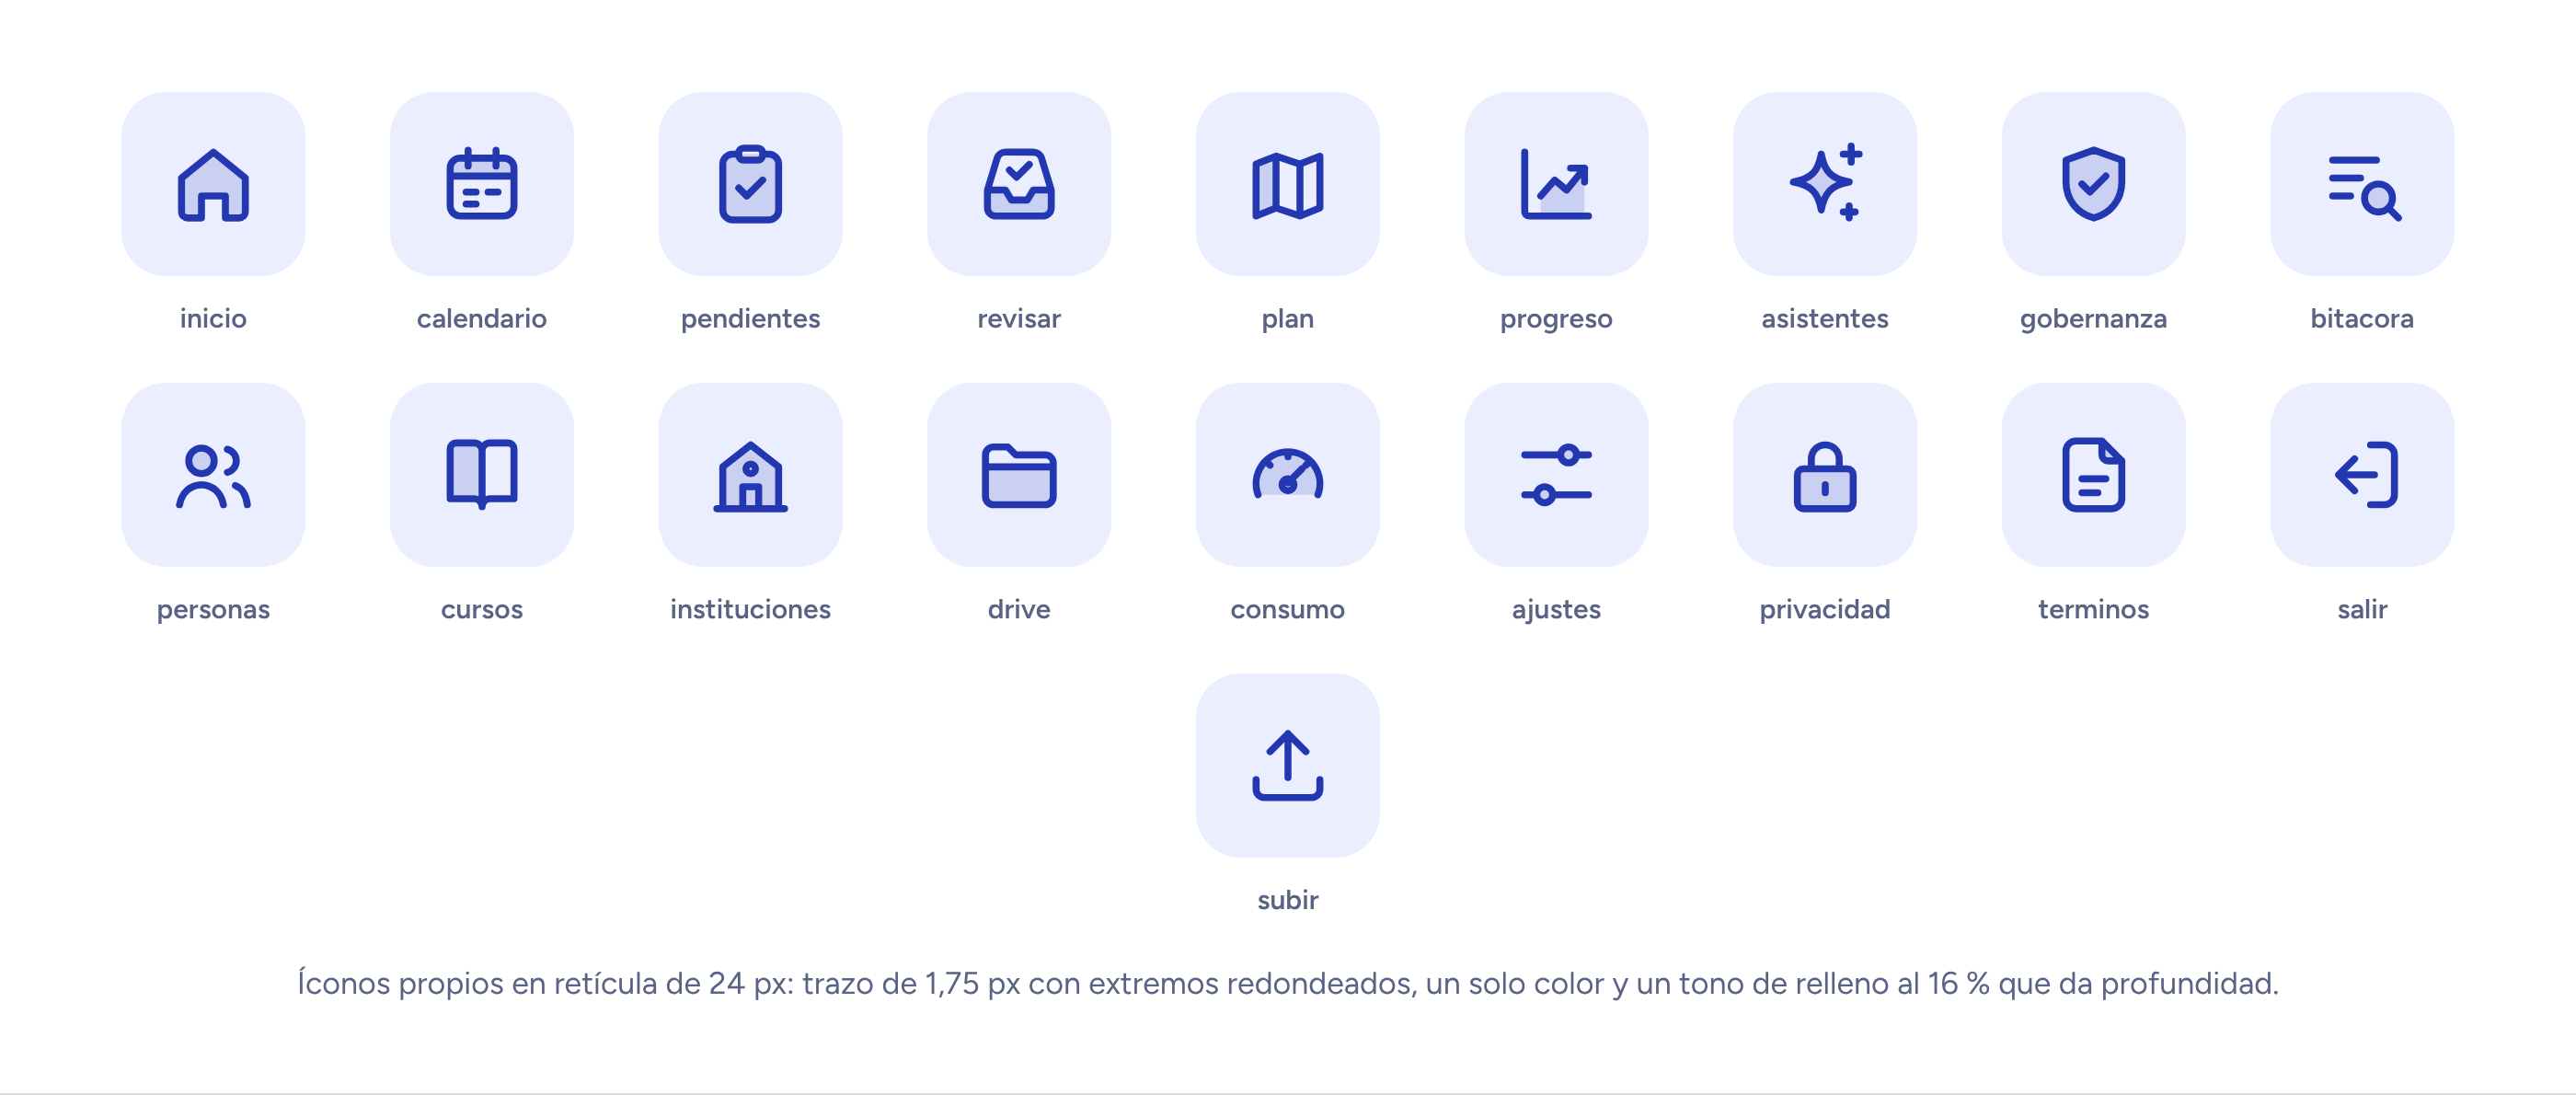 inicio calendario pendientes revisar plan progreso asistentes gobernanza bitacora
personas cursos instituciones drive consumo ajustes privacidad terminos salir
subir
Íconos propios en retícula de 24 px: trazo de 1,75 px con extremos redondeados, un solo color y un tono de relleno al 16 % que da profundidad.